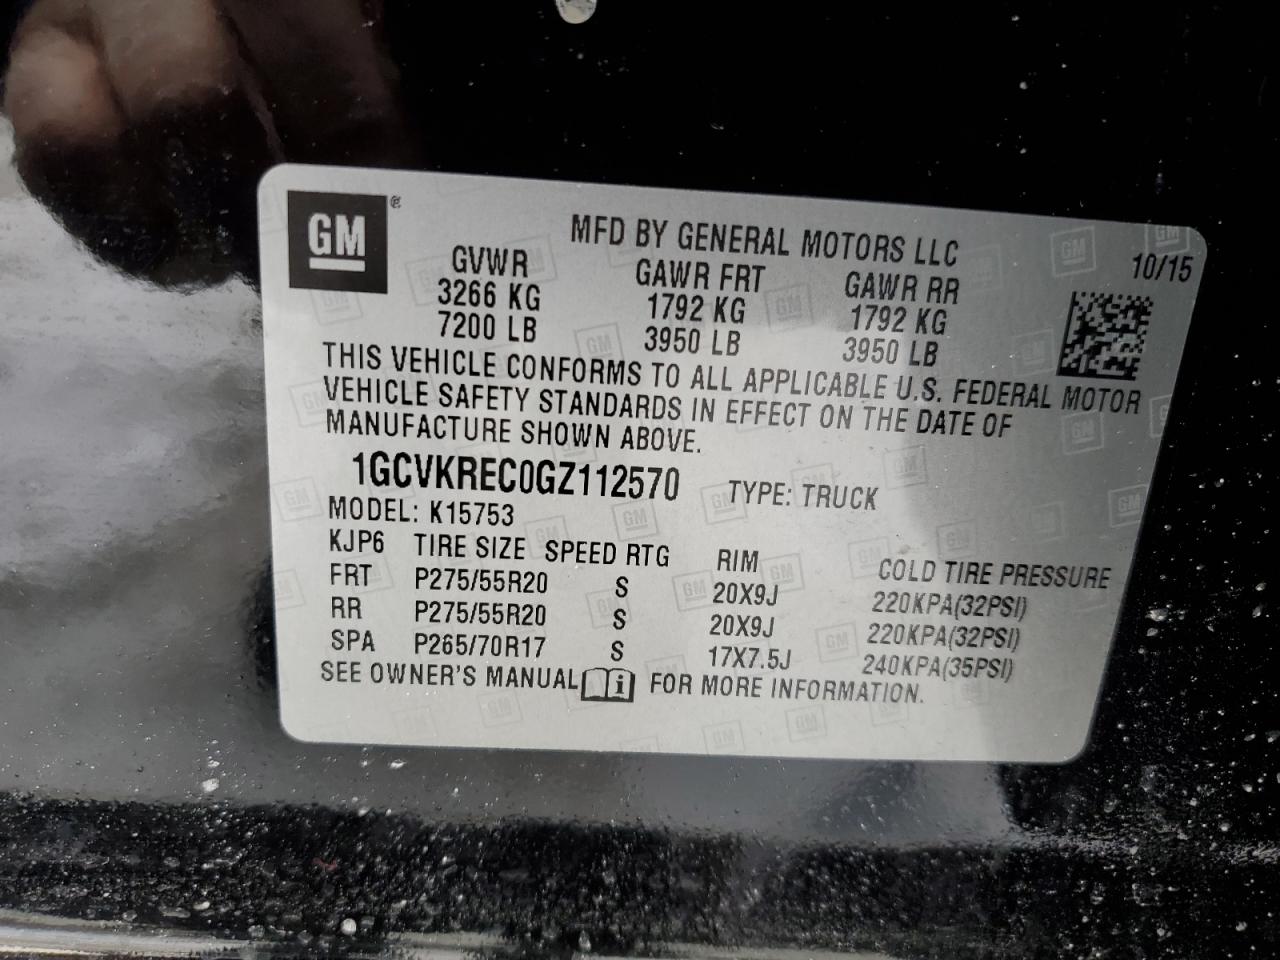 GM ®
MFD BY GENERAL MOTORS LLC
10/15
GVWR GAWR FRT GAWR RR
3266 KG 1792 KG 1792 KG
7200 LB 3950 LB 3950 LB
THIS VEHICLE CONFORMS TO ALL APPLICABLE U.S. FEDERAL MOTOR
VEHICLE SAFETY STANDARDS IN EFFECT ON THE DATE OF
MANUFACTURE SHOWN ABOVE.
1GCVKREC0GZ112570 TYPE: TRUCK
MODEL: K15753
KJP6 TIRE SIZE SPEED RTG RIM COLD TIRE PRESSURE
FRT P275/55R20 S 20X9J 220KPA(32PSI)
RR P275/55R20 S 20X9J 220KPA(32PSI)
SPA P265/70R17 S 17X7.5J 240KPA(35PSI)
SEE OWNER'S MANUAL i FOR MORE INFORMATION.